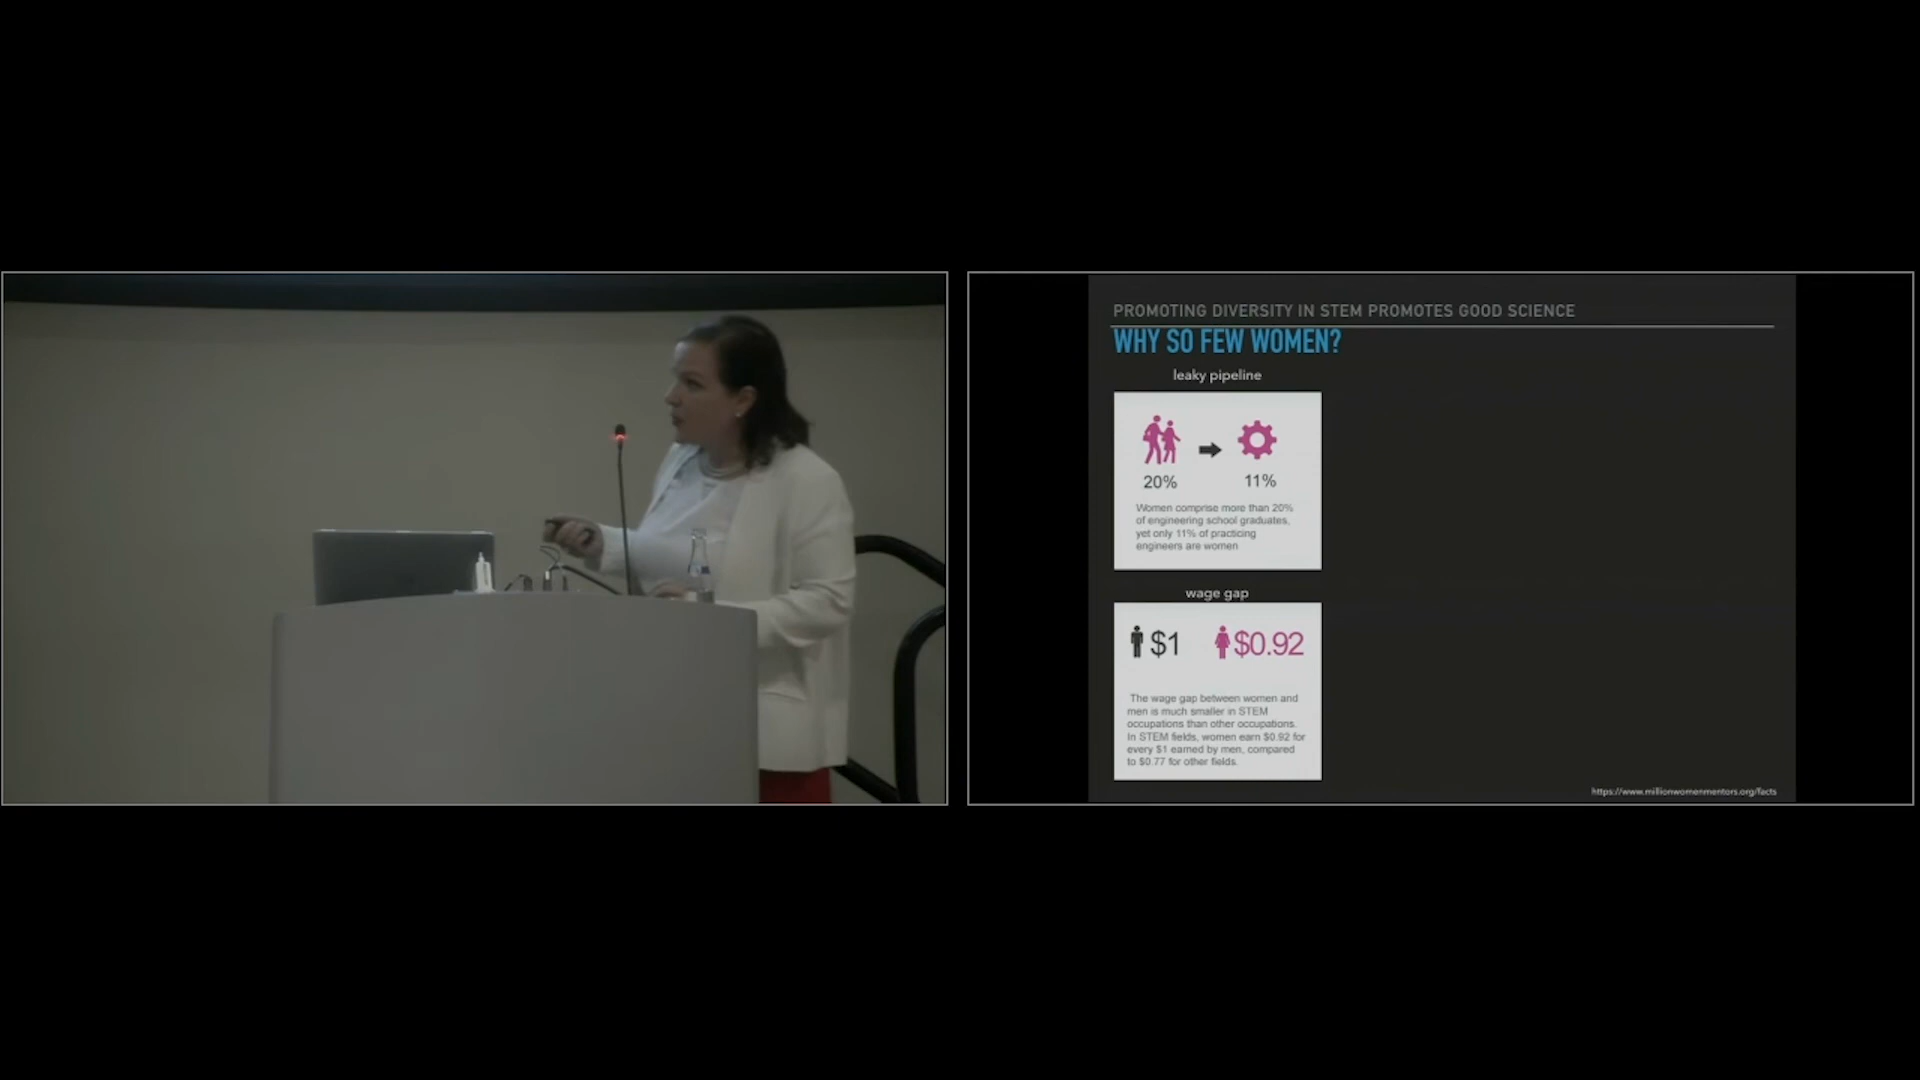 PROMOTING DIVERSITY IN STEM PROMOTES GOOD SCIENCE
WHY SO FEW WOMEN?
leaky pipeline
20%
11%
Women comprise more than 20%
of engineering school graduates,
yet only 11% of practicing
engineers are women
wage gap
$1
$0.92
The wage gap between women and
men is much smaller in STEM
occupations than other occupations.
In STEM fields, women earn $0.92 for
every $1 earned by men, compared
to $0.77 for other fields.
https://www.millionwomenmentors.org/facts